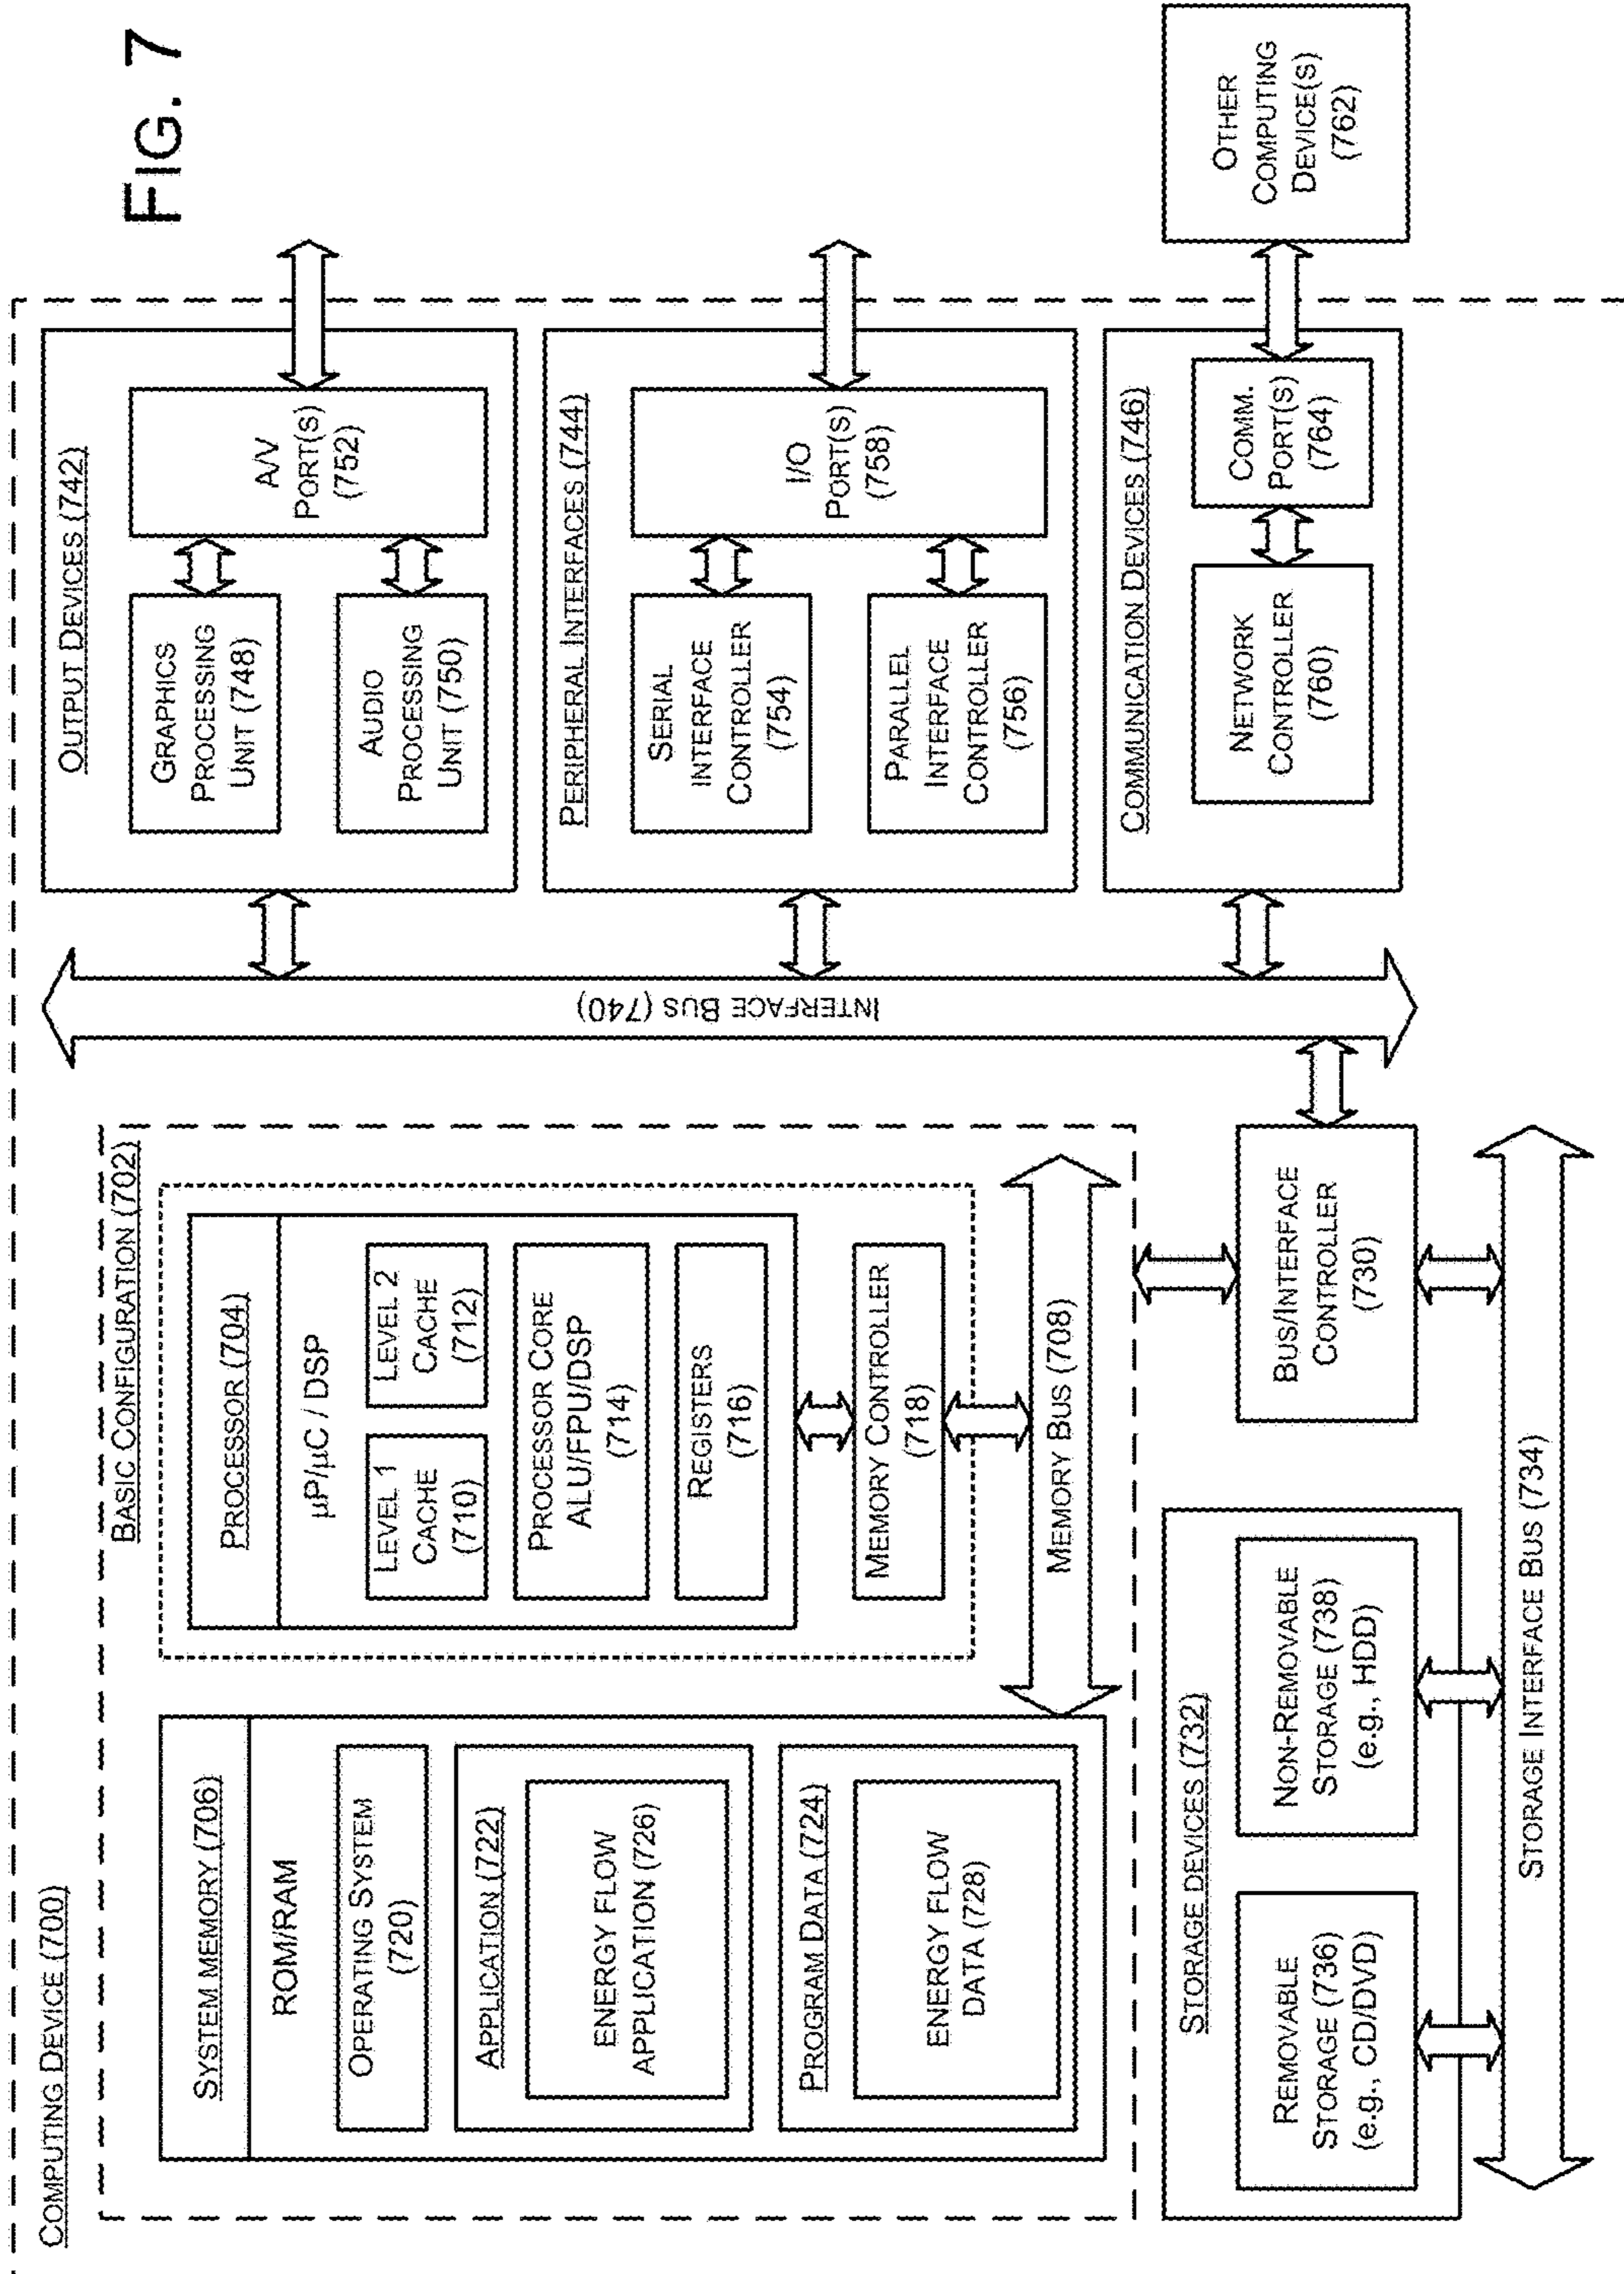 FIG. 7
COMPUTING DEVICE (700)
BASIC CONFIGURATION (702)
SYSTEM MEMORY (706)
ROM/RAM
OPERATING SYSTEM
(720)
APPLICATION (722)
ENERGY FLOW
APPLICATION (726)
PROGRAM DATA (724)
ENERGY FLOW
DATA (728)
PROCESSOR (704)
µP/µC / DSP
LEVEL 1
CACHE
(710)
LEVEL 2
CACHE
(712)
PROCESSOR CORE
ALU/FPU/DSP
(714)
REGISTERS
(716)
MEMORY CONTROLLER
(718)
MEMORY BUS (708)
STORAGE DEVICES (732)
REMOVABLE
STORAGE (736)
(e.g., CD/DVD)
NON-REMOVABLE
STORAGE (738)
(e.g., HDD)
BUS/INTERFACE
CONTROLLER
(730)
STORAGE INTERFACE BUS (734)
INTERFACE BUS (740)
OUTPUT DEVICES (742)
GRAPHICS
PROCESSING
UNIT (748)
AUDIO
PROCESSING
UNIT (750)
A/V
PORT(S)
(752)
PERIPHERAL INTERFACES (744)
SERIAL
INTERFACE
CONTROLLER
(754)
PARALLEL
INTERFACE
CONTROLLER
(756)
I/O
PORT(S)
(758)
COMMUNICATION DEVICES (746)
NETWORK
CONTROLLER
(760)
COMM.
PORT(S)
(764)
OTHER
COMPUTING
DEVICE(S)
(762)